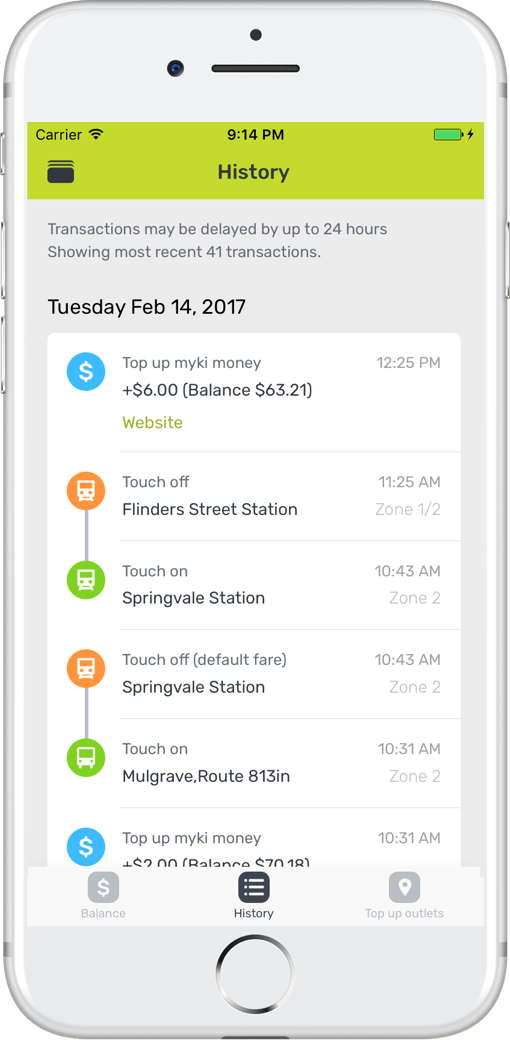 Carrier 9:14 PM
History
Transactions may be delayed by up to 24 hours
Showing most recent 41 transactions.
Tuesday Feb 14, 2017
Top up myki money 12:25 PM
+$6.00 (Balance $63.21)
Website
Touch off 11:25 AM
Flinders Street Station Zone 1/2
Touch on 10:43 AM
Springvale Station Zone 2
Touch off (default fare) 10:43 AM
Springvale Station Zone 2
Touch on 10:31 AM
Mulgrave,Route 813in Zone 2
Top up myki money 10:31 AM
+$2.00 (Balance $70.18)
Balance History Top up outlets